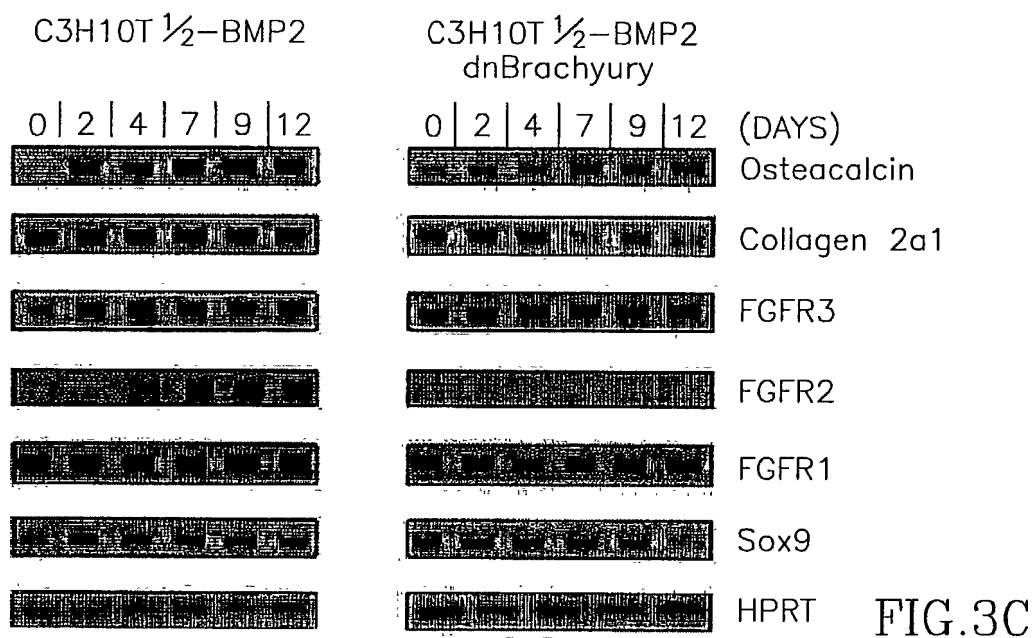 C3H10T ½-BMP2
C3H10T ½-BMP2
dnBrachyury
0 | 2 | 4 | 7 | 9 | 12
0 | 2 | 4 | 7 | 9 | 12 (DAYS)
Osteacalcin
Collagen 2a1
FGFR3
FGFR2
FGFR1
Sox9
HPRT
FIG.3C